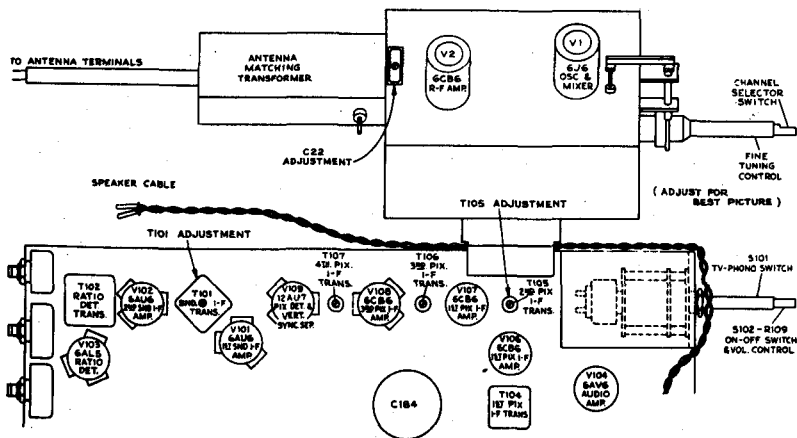 TO ANTENNA TERMINALS
ANTENNA
MATCHING
TRANSFORMER
V2
6CB6
R-F AMP.
V1
6J6
OSC &
MIXER
CHANNEL
SELECTOR
SWITCH
FINE
TUNING
CONTROL
C22
ADJUSTMENT
( ADJUST FOR
BEST PICTURE )
SPEAKER CABLE
T105 ADJUSTMENT
T101 ADJUSTMENT
T107
4TH. PIX.
I-F
TRANS.
T106
3RD. PIX.
I-F
TRANS.
T105
2ND PIX
I-F
TRANS.
S101
TV-PHONO SWITCH
S102-R109
ON-OFF SWITCH
&VOL. CONTROL
T102
RATIO
DET.
TRANS.
V102
6AU6
2ND SND I-F
AMP.
T101
SND. I-F
TRANS.
V109
12AU7
PIX DET. &
VERT.
SYNC. SEP.
V108
6CB6
3RD PIX I-F
AMP.
V107
6CB6
AMP.
V103
6AL5
RATIO
DET.
V101
6AU6
1ST SND I-F
AMP.
V106
6CB6
1ST PIX I-F
AMP.
V104
6AV6
AUDIO
AMP.
C184
T104
1ST PIX
I-F TRANS